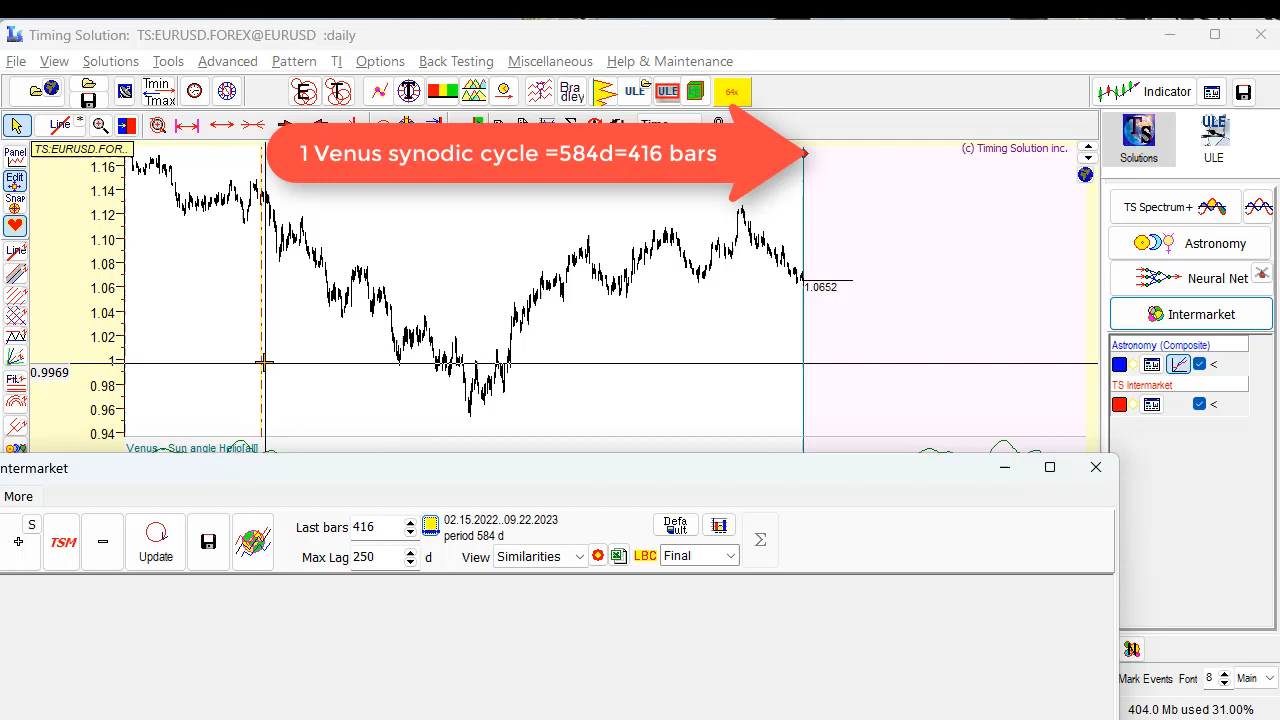 Timing Solution: TS:EURUSD.FOREX@EURUSD :daily
File View Solutions Tools Advanced Pattern TI Options Back Testing Miscellaneous Help & Maintenance
Tmin
Tmax
E
T
Bra
dley
ULE
ULE
64x
Indicator
Line
1 Venus synodic cycle =584d=416 bars
TS:EURUSD.FOR..
(c) Timing Solution inc.
Panel
Edit
Snap
Line
Fil..
1.16
1.14
1.12
1.10
1.08
1.06
1.04
1.02
1
0.9969
0.98
0.96
0.94
1.0652
Venus - Sun angle Helio[all]
Ts
Solutions
ULE
ULE
TS Spectrum+
Astronomy
Neural Net
Intermarket
Astronomy (Composite)
<
TS Intermarket
<
ntermarket
More
S
TSM
Update
Last bars 416
02.15.2022..09.22.2023
period 584 d
Max Lag 250 d
View Similarities
LBC Final
Defa
ult
Σ
Mark Events Font 8 Main
404.0 Mb used 31.00%